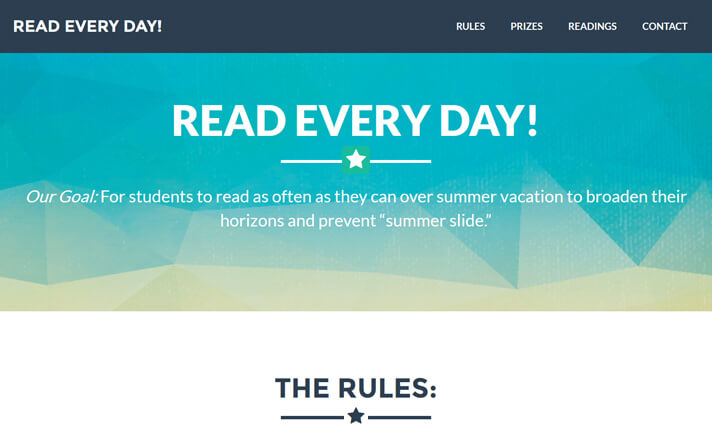 READ EVERY DAY!
RULES PRIZES READINGS CONTACT
READ EVERY DAY!
Our Goal: For students to read as often as they can over summer vacation to broaden their
horizons and prevent “summer slide.”
THE RULES: